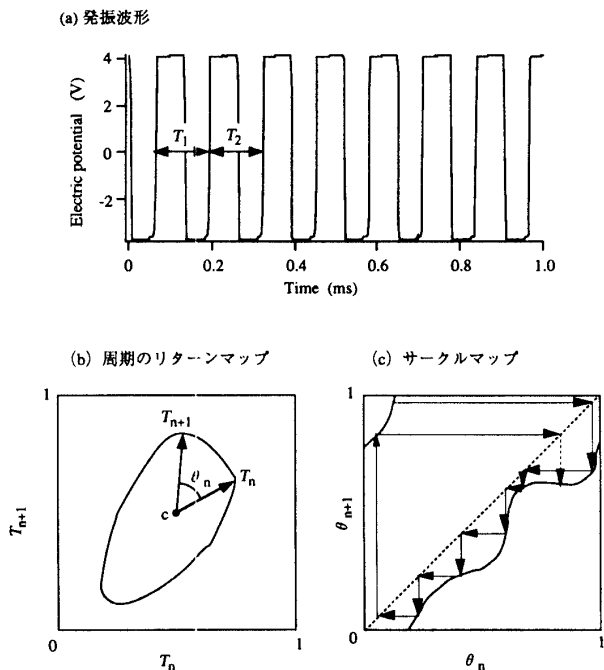 (a) 発振波形
Electric potential (V)
4
2
0
-2
T1
T2
0
0.2
0.4
0.6
0.8
1.0
Time (ms)
(b) 周期のリターンマップ
1
Tn+1
θn
Tn
c
Tn+1
0
1
Tn
(c) サークルマップ
1
θn+1
0
1
θn